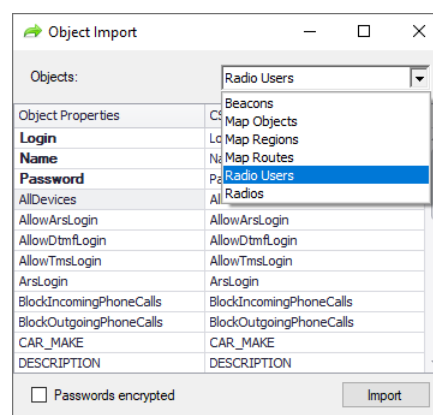 Object Import
Objects:
Radio Users
Beacons
Map Objects
Map Regions
Map Routes
Radio Users
Radios
Object Properties
Login
Name
Password
AllDevices
AllowArsLogin AllowArsLogin
AllowDtmfLogin AllowDtmfLogin
AllowTmsLogin AllowTmsLogin
ArsLogin ArsLogin
BlockIncomingPhoneCalls BlockIncomingPhoneCalls
BlockOutgoingPhoneCalls BlockOutgoingPhoneCalls
CAR_MAKE CAR_MAKE
DESCRIPTION DESCRIPTION
Passwords encrypted
Import